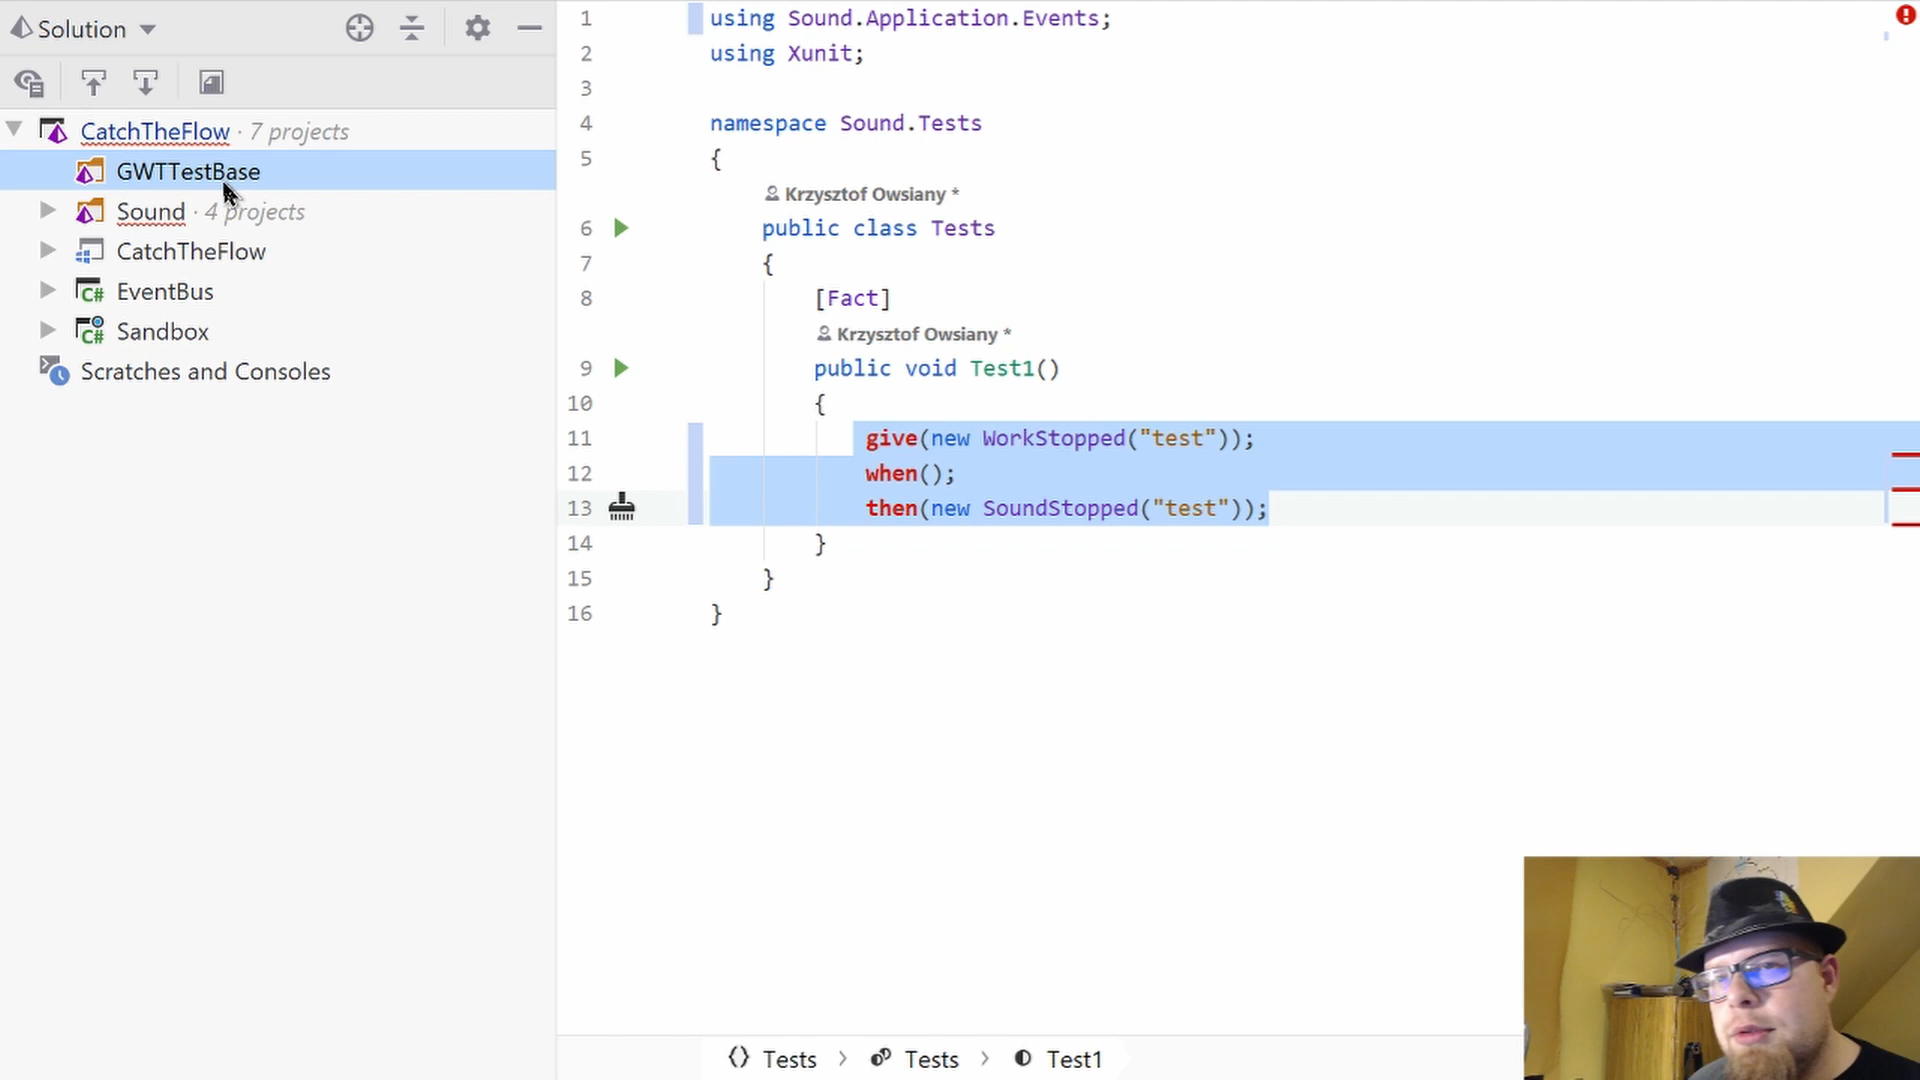 Solution
CatchTheFlow · 7 projects
GWTTestBase
Sound · 4 projects
CatchTheFlow
C# EventBus
C# Sandbox
Scratches and Consoles
1 using Sound.Application.Events;
2 using Xunit;
3
4 namespace Sound.Tests
5 {
Krzysztof Owsiany *
6 public class Tests
7 {
8 [Fact]
Krzysztof Owsiany *
9 public void Test1()
10 {
11 give(new WorkStopped("test"));
12 when();
13 then(new SoundStopped("test"));
14 }
15 }
16 }
Tests > Tests > Test1